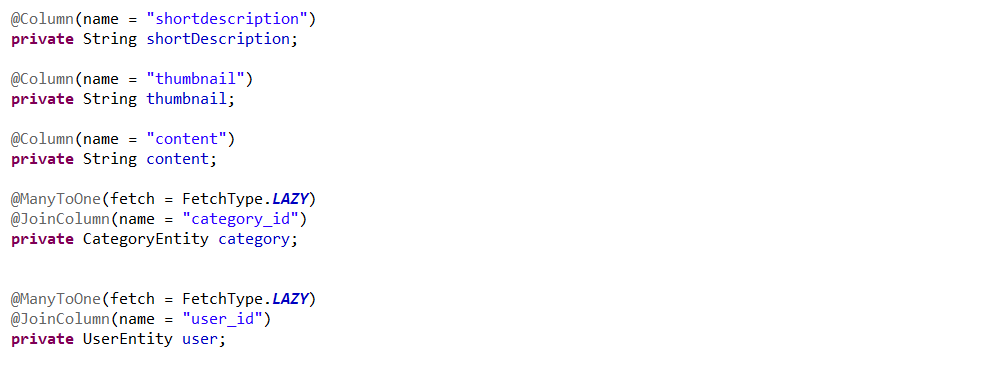 @Column(name = "shortdescription")
private String shortDescription;
@Column(name = "thumbnail")
private String thumbnail;
@Column(name = "content")
private String content;
@ManyToOne(fetch = FetchType.LAZY)
@JoinColumn(name = "category_id")
private CategoryEntity category;
@ManyToOne(fetch = FetchType.LAZY)
@JoinColumn(name = "user_id")
private UserEntity user;